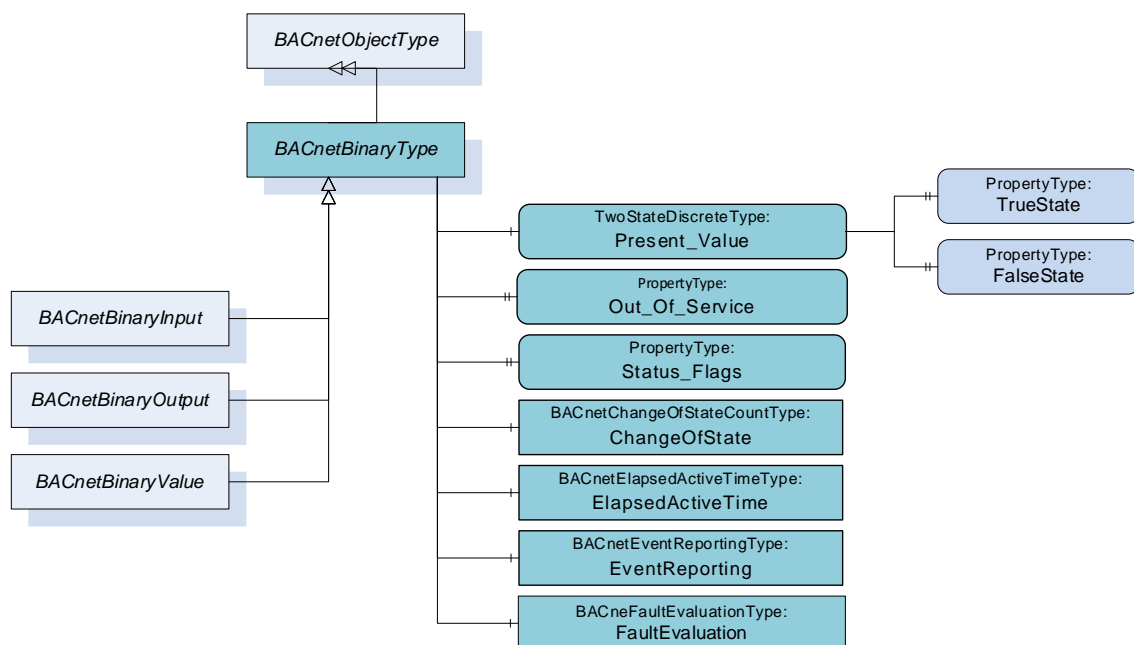 BACnetObjectType
BACnetBinaryType
PropertyType:
TrueState
TwoStateDiscreteType:
Present_Value
PropertyType:
FalseState
PropertyType:
Out_Of_Service
BACnetBinaryInput
PropertyType:
Status_Flags
BACnetBinaryOutput
BACnetChangeOfStateCountType:
ChangeOfState
BACnetBinaryValue
BACnetElapsedActiveTimeType:
ElapsedActiveTime
BACnetEventReportingType:
EventReporting
BACneFaultEvaluationType:
FaultEvaluation